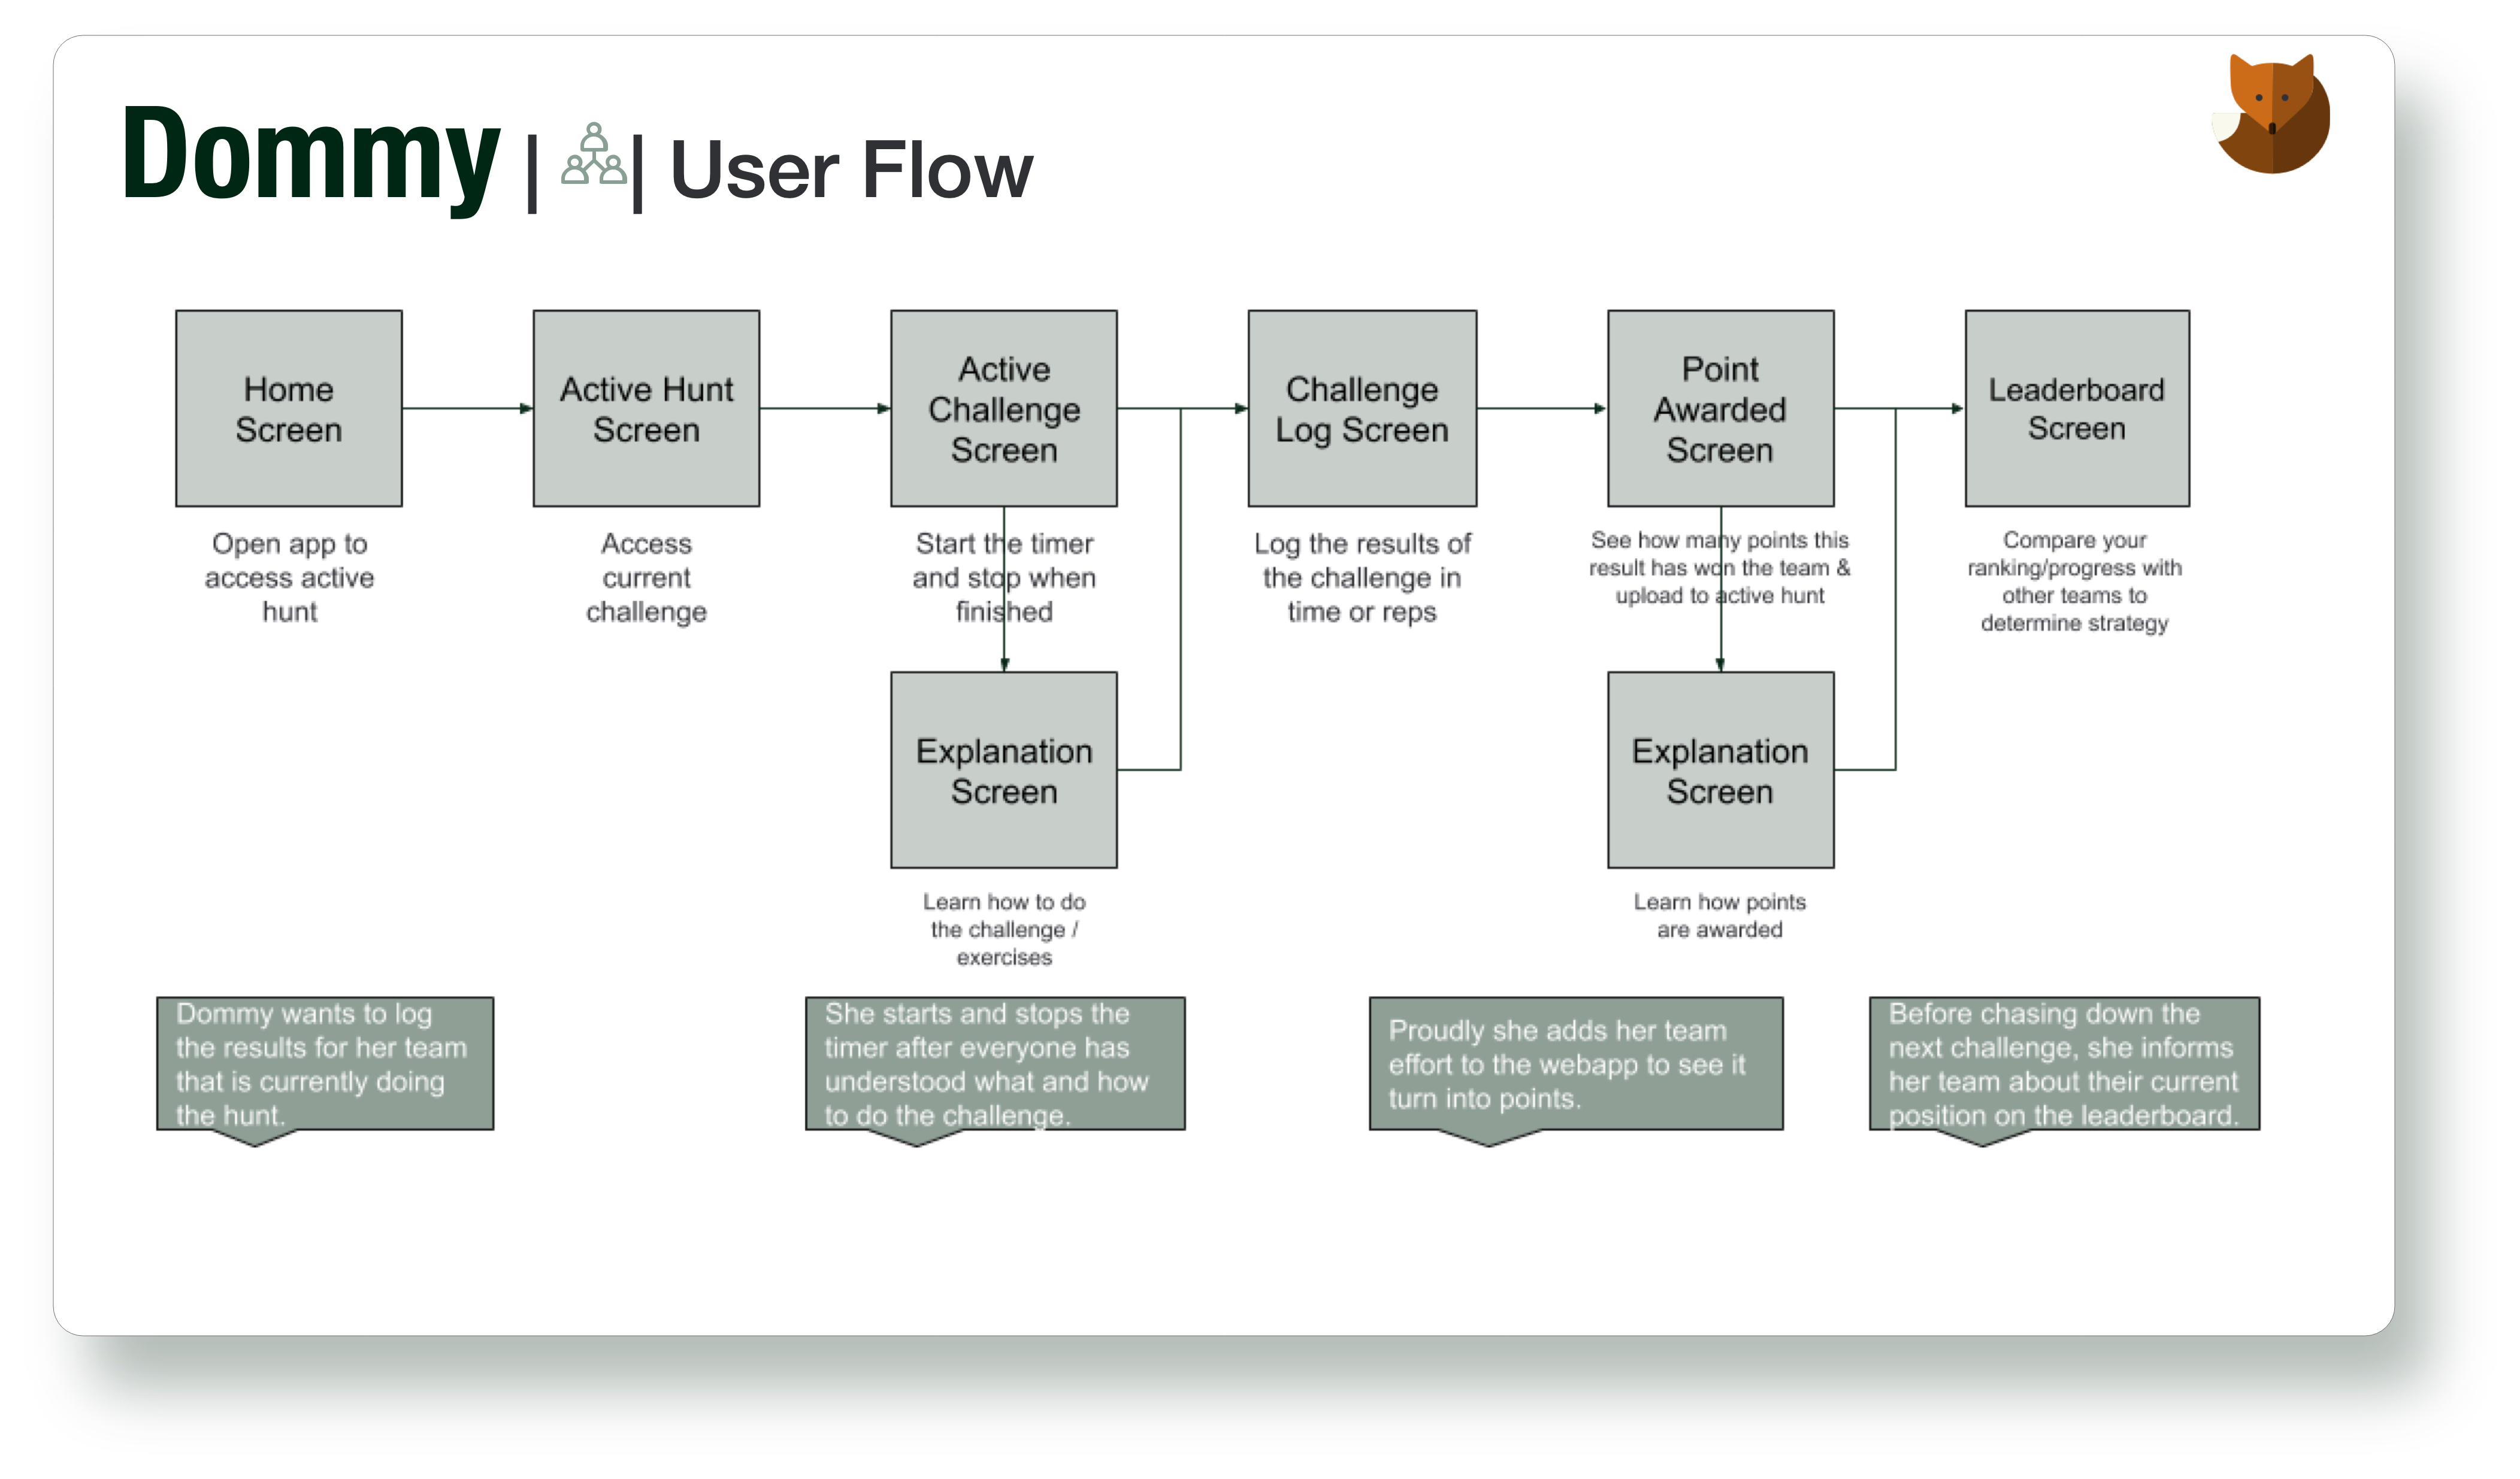 Dommy | | User Flow
Home
Screen
Active Hunt
Screen
Active
Challenge
Screen
Challenge
Log Screen
Point
Awarded
Screen
Leaderboard
Screen
Open app to
access active
hunt
Access
current
challenge
Start the timer
and stop when
finished
Log the results of
the challenge in
time or reps
See how many points this
result has won the team &
upload to active hunt
Compare your
ranking/progress with
other teams to
determine strategy
Explanation
Screen
Explanation
Screen
Learn how to do
the challenge /
exercises
Learn how points
are awarded
Dommy wants to log
the results for her team
that is currently doing
the hunt.
She starts and stops the
timer after everyone has
understood what and how
to do the challenge.
Proudly she adds her team
effort to the webapp to see it
turn into points.
Before chasing down the
next challenge, she informs
her team about their current
position on the leaderboard.